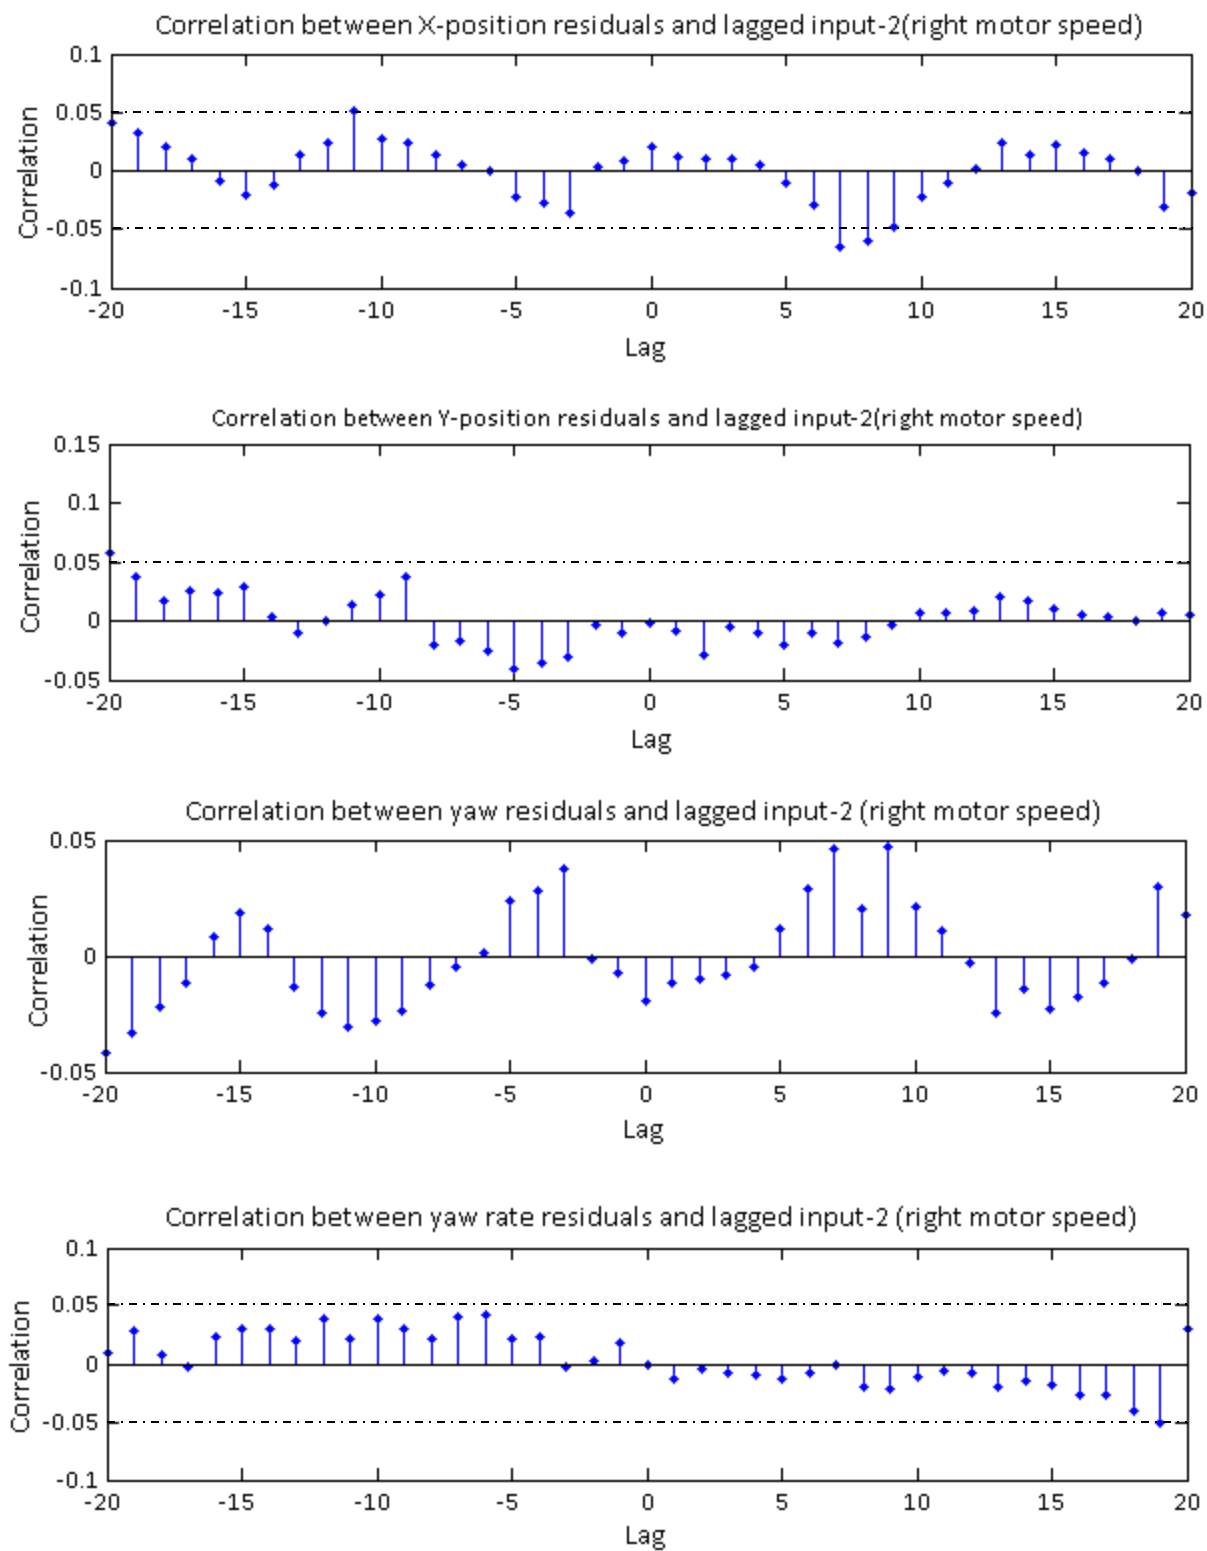 Correlation between X-position residuals and lagged input-2(right motor speed)
0.1
0.05
0
-0.05
-0.1
Correlation
-20 -15 -10 -5 0 5 10 15 20
Lag
Correlation between Y-position residuals and lagged input-2(right motor speed)
0.15
0.1
0.05
0
-0.05
Correlation
-20 -15 -10 -5 0 5 10 15 20
Lag
Correlation between yaw residuals and lagged input-2 (right motor speed)
0.05
0
-0.05
Correlation
-20 -15 -10 -5 0 5 10 15 20
Lag
Correlation between yaw rate residuals and lagged input-2 (right motor speed)
0.1
0.05
0
-0.05
-0.1
Correlation
-20 -15 -10 -5 0 5 10 15 20
Lag